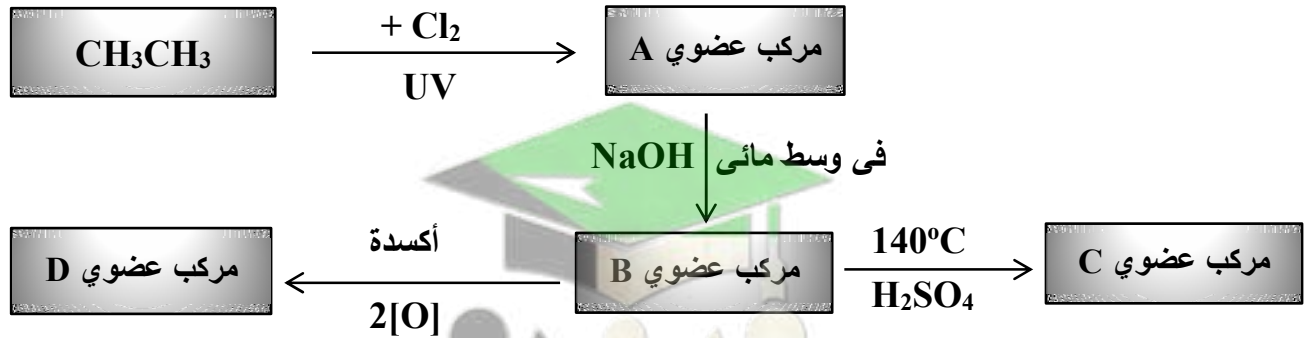 CH₃CH₃
+ Cl₂
UV
مركب عضوي A
NaOH في وسط مائي
مركب عضوي D
أكسدة
2[O]
مركب عضوي B
140ºC
H₂SO₄
مركب عضوي C